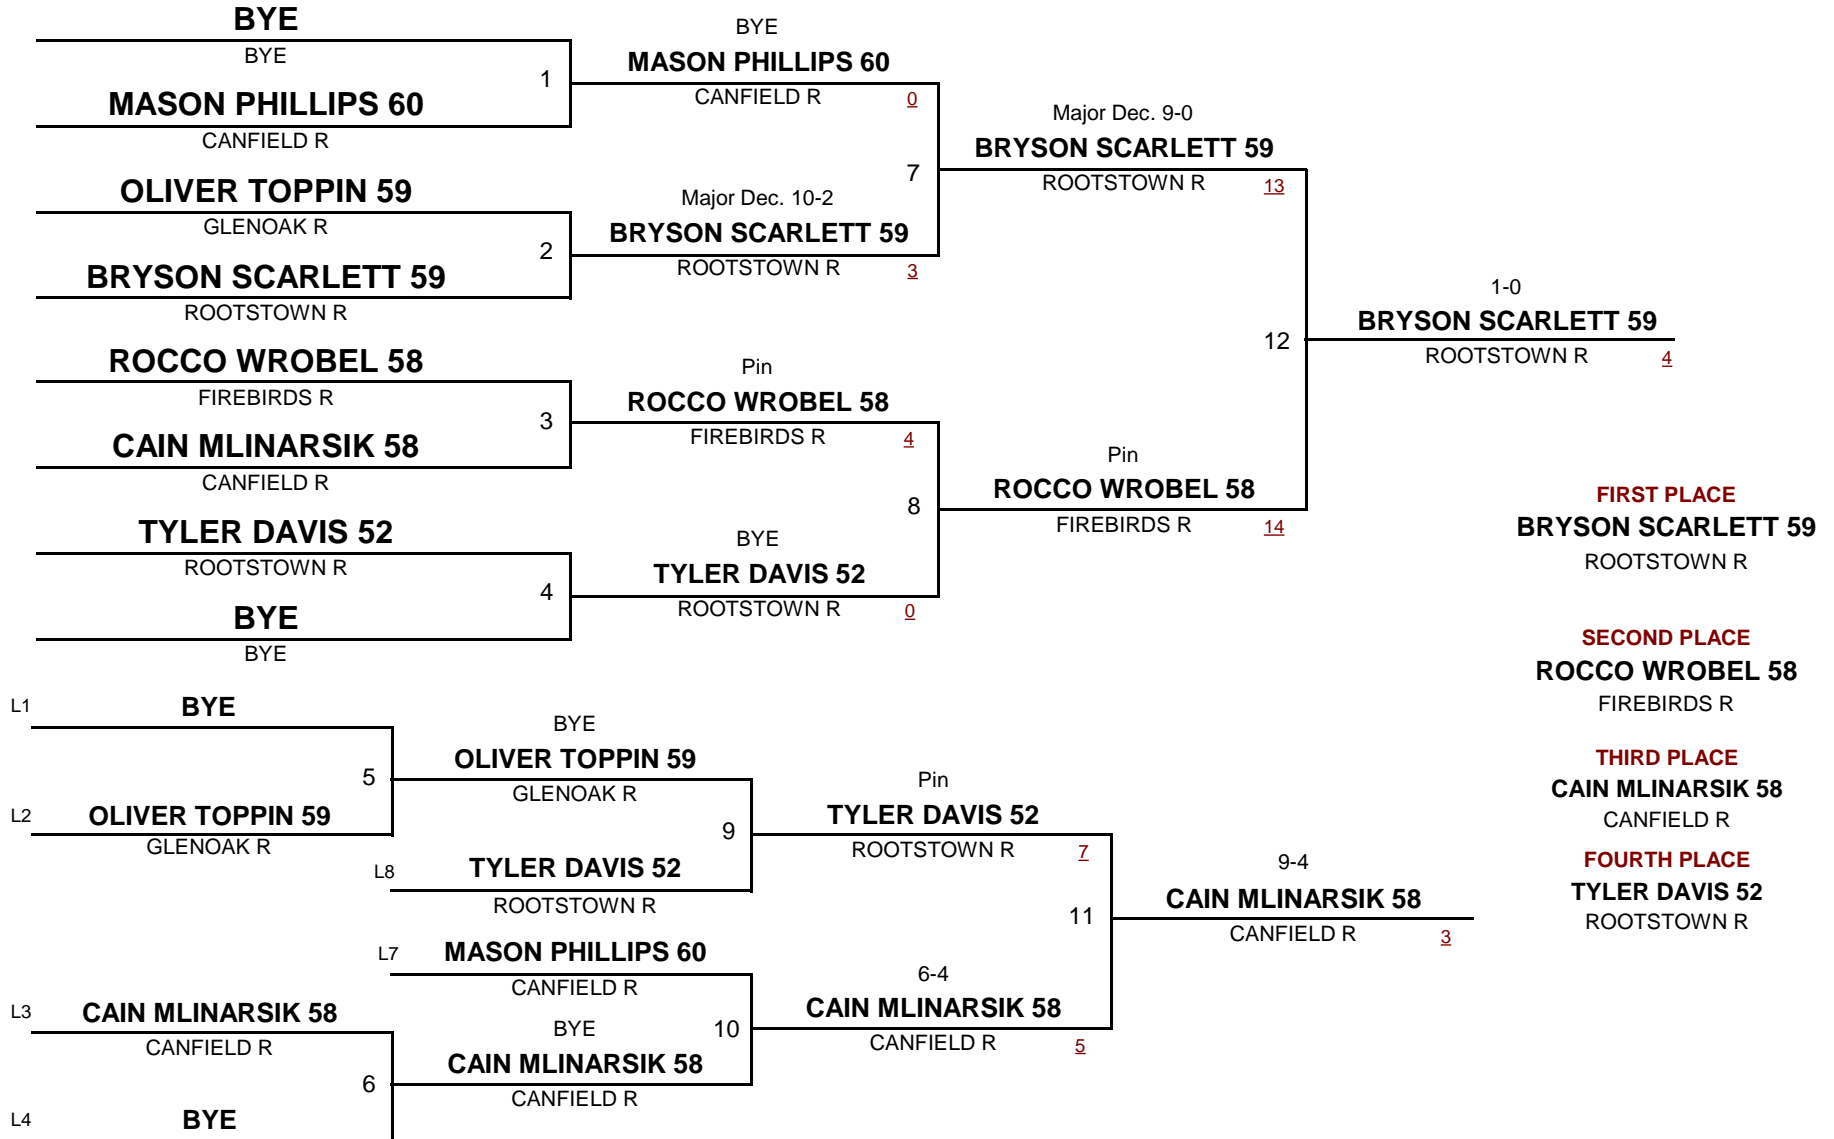 BYE
BYE
1
MASON PHILLIPS 60
CANFIELD R
OLIVER TOPPIN 59
GLENOAK R
2
BRYSON SCARLETT 59
ROOTSTOWN R
ROCCO WROBEL 58
FIREBIRDS R
3
CAIN MLINARSIK 58
CANFIELD R
TYLER DAVIS 52
ROOTSTOWN R
4
BYE
BYE
BYE
MASON PHILLIPS 60
CANFIELD R 0
7
Major Dec. 10-2
BRYSON SCARLETT 59
ROOTSTOWN R 3
Pin
ROCCO WROBEL 58
FIREBIRDS R 4
8
BYE
TYLER DAVIS 52
ROOTSTOWN R 0
Major Dec. 9-0
BRYSON SCARLETT 59
ROOTSTOWN R 13
12
Pin
ROCCO WROBEL 58
FIREBIRDS R 14
1-0
BRYSON SCARLETT 59
ROOTSTOWN R 4
FIRST PLACE
BRYSON SCARLETT 59
ROOTSTOWN R
SECOND PLACE
ROCCO WROBEL 58
FIREBIRDS R
THIRD PLACE
CAIN MLINARSIK 58
CANFIELD R
FOURTH PLACE
TYLER DAVIS 52
ROOTSTOWN R
L1 BYE
5
L2 OLIVER TOPPIN 59
GLENOAK R
L3 CAIN MLINARSIK 58
CANFIELD R
6
L4 BYE
BYE
OLIVER TOPPIN 59
GLENOAK R
9
L8 TYLER DAVIS 52
ROOTSTOWN R
L7 MASON PHILLIPS 60
CANFIELD R
10
BYE
CAIN MLINARSIK 58
CANFIELD R
Pin
TYLER DAVIS 52
ROOTSTOWN R 7
11
6-4
CAIN MLINARSIK 58
CANFIELD R 5
9-4
CAIN MLINARSIK 58
CANFIELD R 3